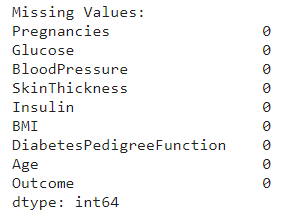 Missing Values:
Pregnancies 0
Glucose 0
BloodPressure 0
SkinThickness 0
Insulin 0
BMI 0
DiabetesPedigreeFunction 0
Age 0
Outcome 0
dtype: int64